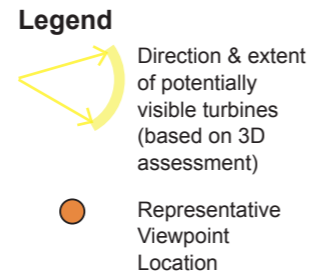 Legend
Direction & extent
of potentially
visible turbines
(based on 3D
assessment)
Representative
Viewpoint
Location